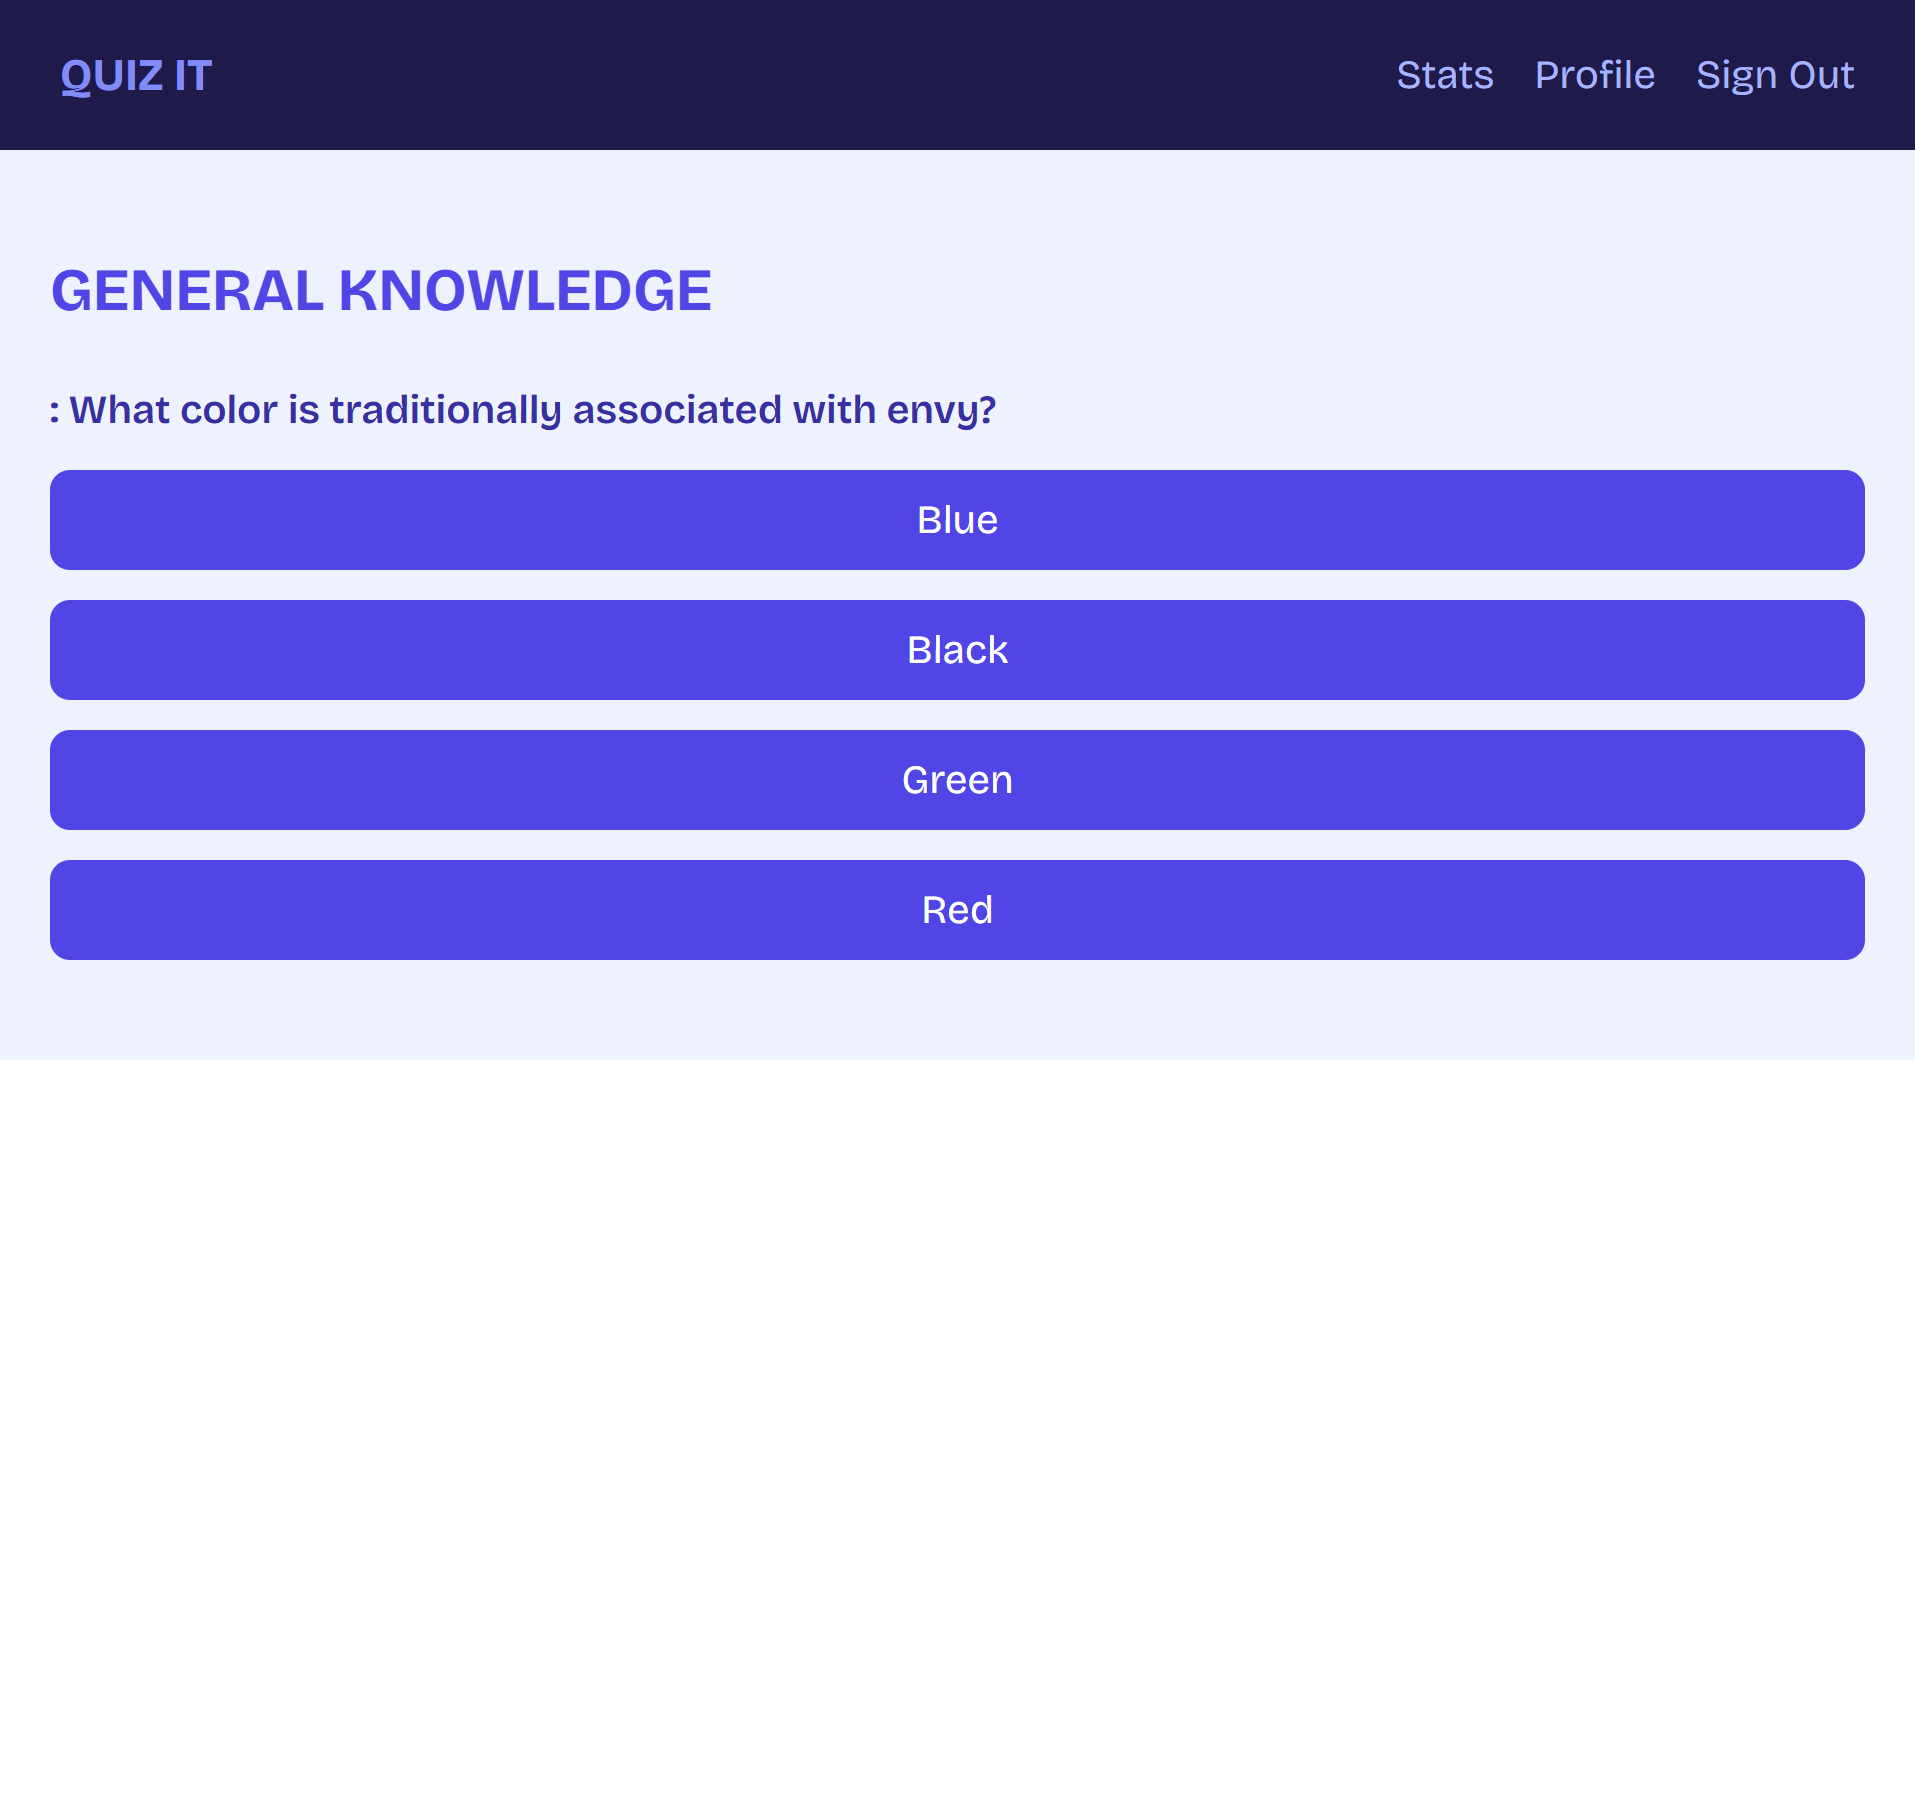 QUIZ IT
Stats Profile Sign Out
GENERAL KNOWLEDGE
: What color is traditionally associated with envy?
Blue
Black
Green
Red